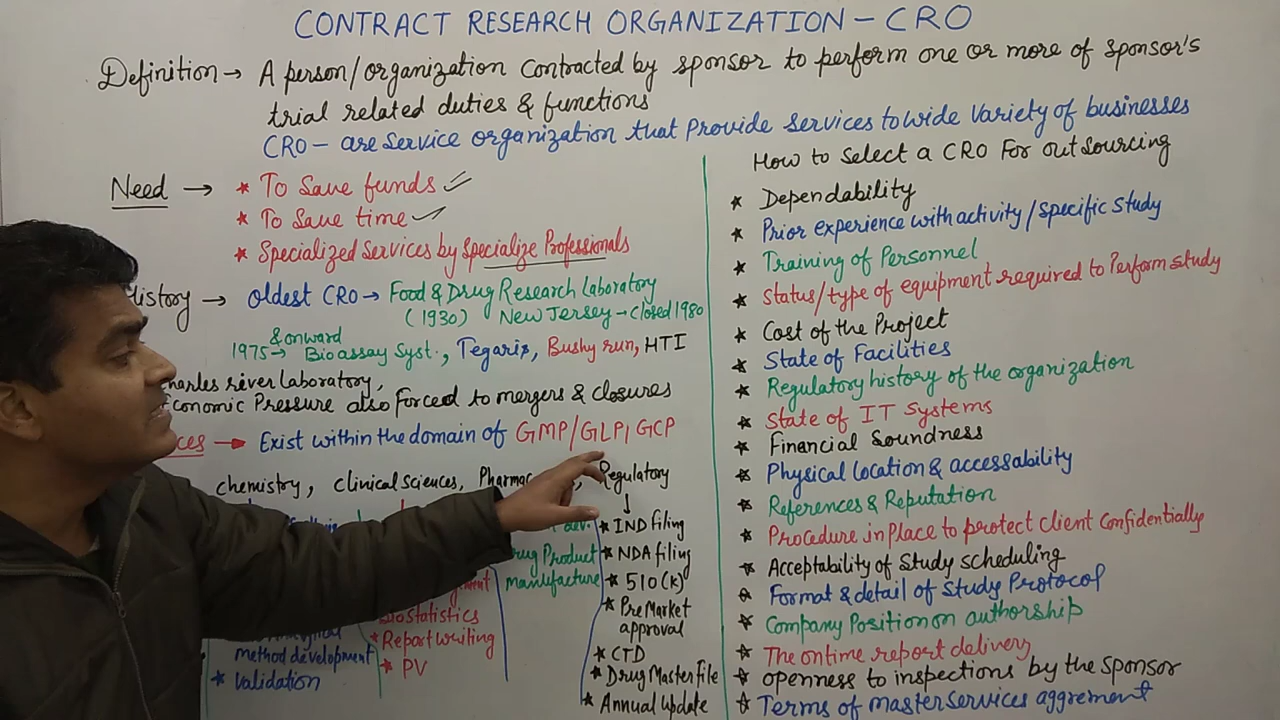 CONTRACT RESEARCH ORGANIZATION – CRO
Definition → A person/organization contracted by sponsor to perform one or more of sponsor's
trial related duties & functions
CRO – are service organization that provide services to wide variety of businesses
Need →
* To Save funds ✓
* To Save time ✓
* Specialized Services by Specialize Professionals
History → oldest CRO → Food & Drug Research Laboratory
(1930) New Jersey → closed 1980
& onward
1975 → Bioassay Syst., Tegarix, Bushy run, HTI
harles river laboratory,
conomic Pressure also forced to mergers & closures
ces → Exist within the domain of GMP/GLP/GCP
chemistry, clinical sciences, Pharmac , Regulatory
dev.
rug Product
manufacture
Biostatistics
* Report writing
* PV
method development
* Validation
* IND filing
* NDA filing
* 510(k)
* PreMarket
approval
* CTD
* Drug Master file
* Annual Update
How to Select a CRO For outsourcing
* Dependability
* Prior experience with activity/specific study
* Training of Personnel
* Status/type of equipment required to Perform study
* Cost of the Project
* State of Facilities
* Regulatory history of the organization
* State of IT Systems
* Financial Soundness
* Physical location & accessability
* References & Reputation
* Procedure in Place to protect client Confidentially
* Acceptability of Study scheduling
* Format & detail of Study Protocol
* Company Position on authorship
* The ontime report delivery
* openness to inspections by the sponsor
* Terms of master services aggrement